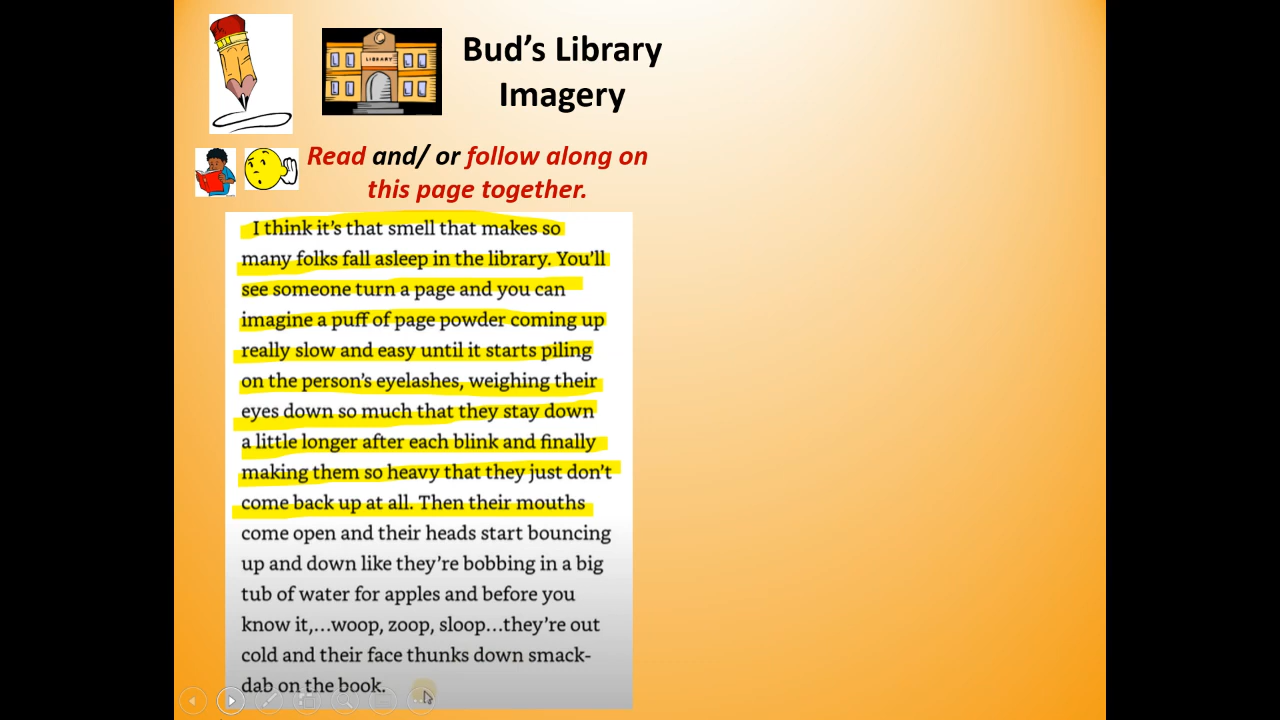 Bud's Library
Imagery
LIBRARY
Read and/ or follow along on
this page together.
I think it's that smell that makes so
many folks fall asleep in the library. You'll
see someone turn a page and you can
imagine a puff of page powder coming up
really slow and easy until it starts piling
on the person's eyelashes, weighing their
eyes down so much that they stay down
a little longer after each blink and finally
making them so heavy that they just don't
come back up at all. Then their mouths
come open and their heads start bouncing
up and down like they're bobbing in a big
tub of water for apples and before you
know it,...woop, zoop, sloop...they're out
cold and their face thunks down smack-
dab on the book.